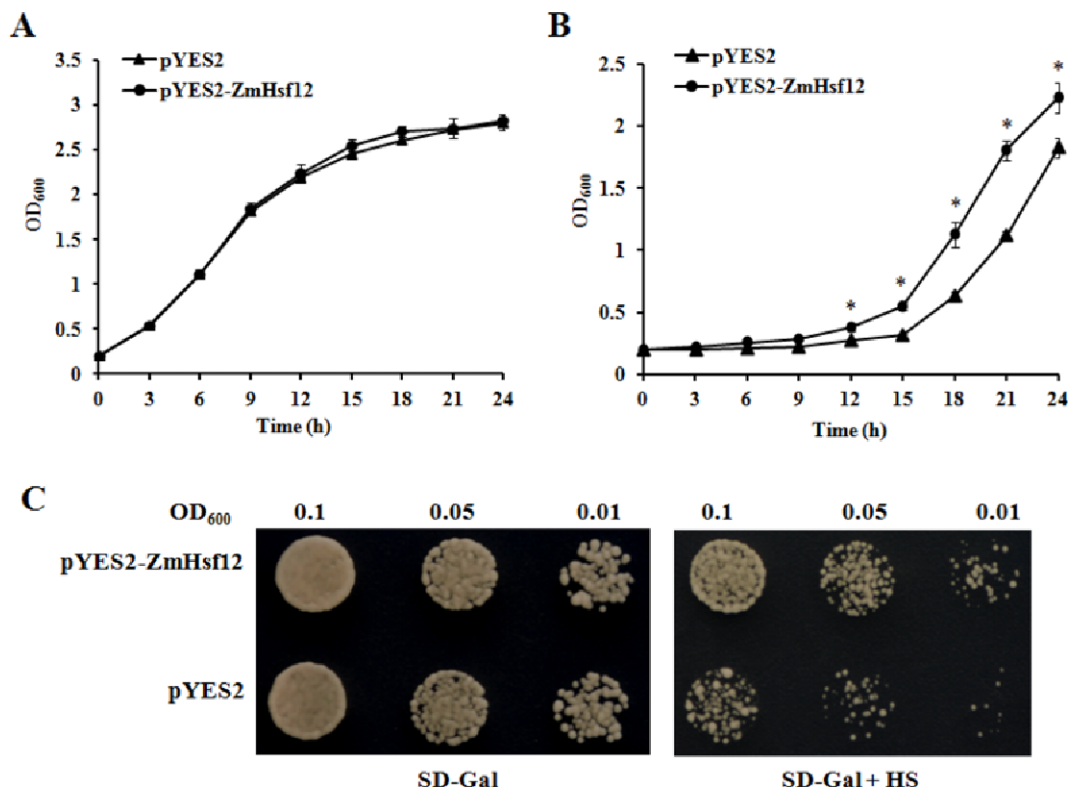 A
pYES2
pYES2-ZmHsf12
3.5
3
2.5
2
1.5
1
0.5
0
OD600
0 3 6 9 12 15 18 21 24
Time (h)
B
pYES2
pYES2-ZmHsf12
2.5
2
1.5
1
0.5
0
OD600
* * * * *
0 3 6 9 12 15 18 21 24
Time (h)
C
OD600 0.1 0.05 0.01 0.1 0.05 0.01
pYES2-ZmHsf12
pYES2
SD-Gal SD-Gal + HS